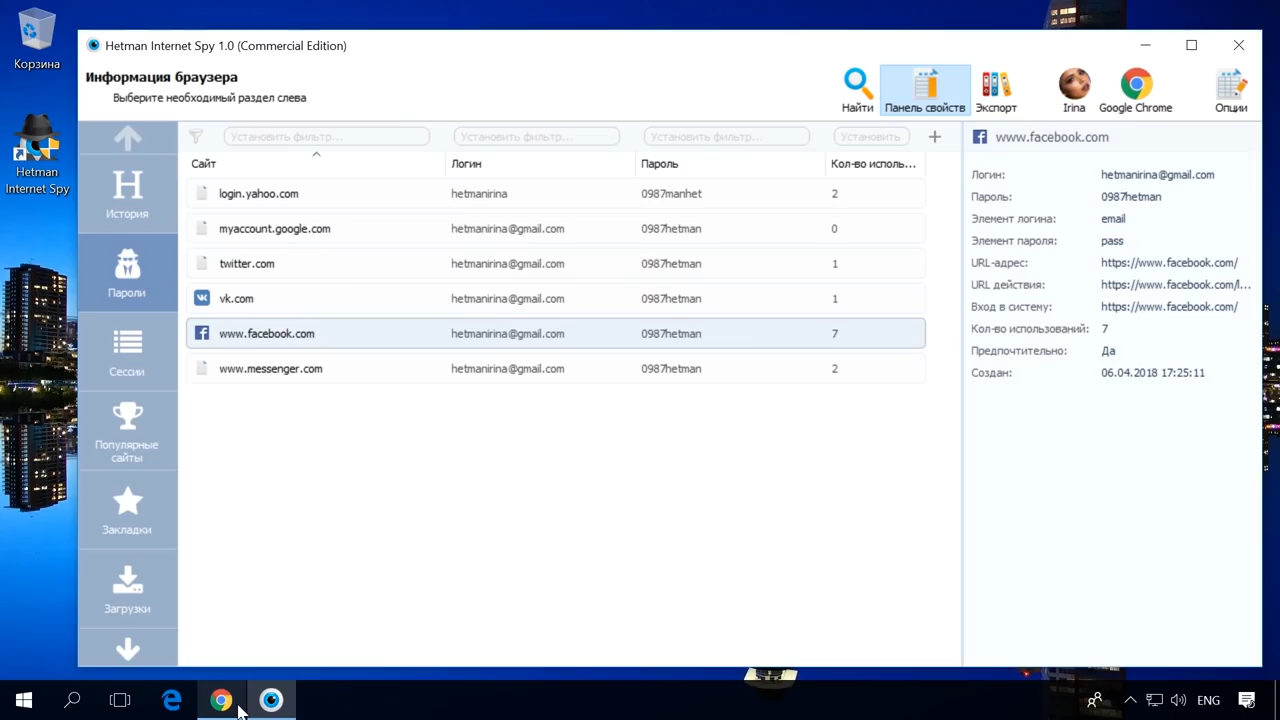 Корзина
Hetman
Internet Spy
Hetman Internet Spy 1.0 (Commercial Edition)
Информация браузера
Выберите необходимый раздел слева
Найти
Панель свойств
Экспорт
Irina
Google Chrome
Опции
H
История
Пароли
Сессии
Популярные
сайты
Закладки
Загрузки
Установить фильтр... Установить фильтр... Установить фильтр... Установить
Сайт Логин Пароль Кол-во исполь...
login.yahoo.com hetmanirina 0987manhet 2
myaccount.google.com hetmanirina@gmail.com 0987hetman 0
twitter.com hetmanirina@gmail.com 0987hetman 1
vk.com hetmanirina@gmail.com 0987hetman 1
www.facebook.com hetmanirina@gmail.com 0987hetman 7
www.messenger.com hetmanirina@gmail.com 0987hetman 2
www.facebook.com
Логин: hetmanirina@gmail.com
Пароль: 0987hetman
Элемент логина: email
Элемент пароля: pass
URL-адрес: https://www.facebook.com/
URL действия: https://www.facebook.com/l...
Вход в систему: https://www.facebook.com/
Кол-во использований: 7
Предпочтительно: Да
Создан: 06.04.2018 17:25:11
ENG